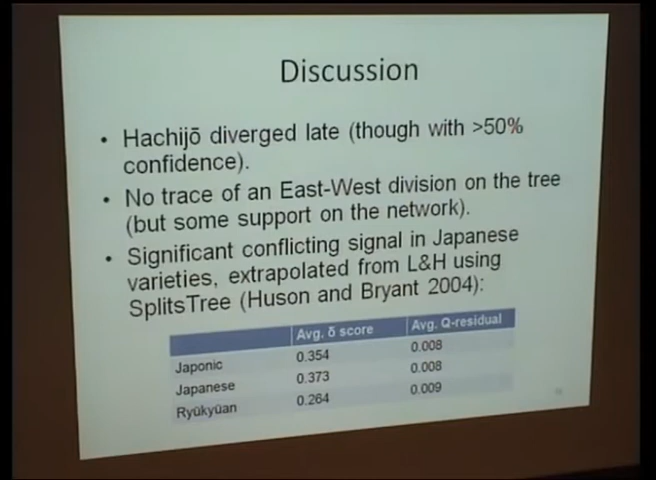 Discussion
• Hachijō diverged late (though with >50%
confidence).
• No trace of an East-West division on the tree
(but some support on the network).
• Significant conflicting signal in Japanese
varieties, extrapolated from L&H using
SplitsTree (Huson and Bryant 2004):
Avg. δ score Avg. Q-residual
Japonic 0.354 0.008
Japanese 0.373 0.008
Ryūkyūan 0.264 0.009